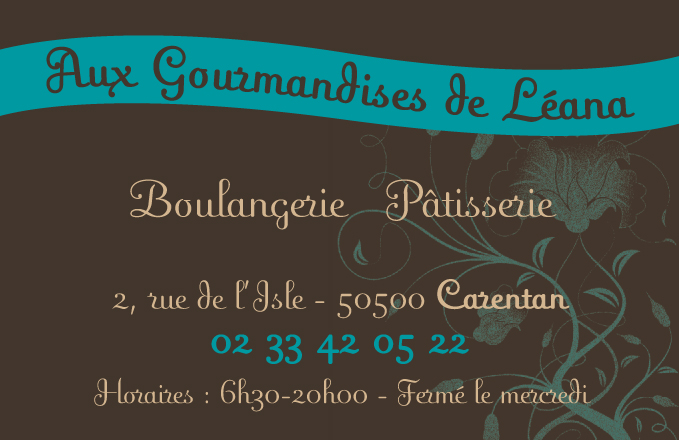 Aux Gourmandises de Léana
Boulangerie Pâtisserie
2, rue de l'Isle - 50500 Carentan
02 33 42 05 22
Horaires : 6h30-20h00 - Fermé le mercredi